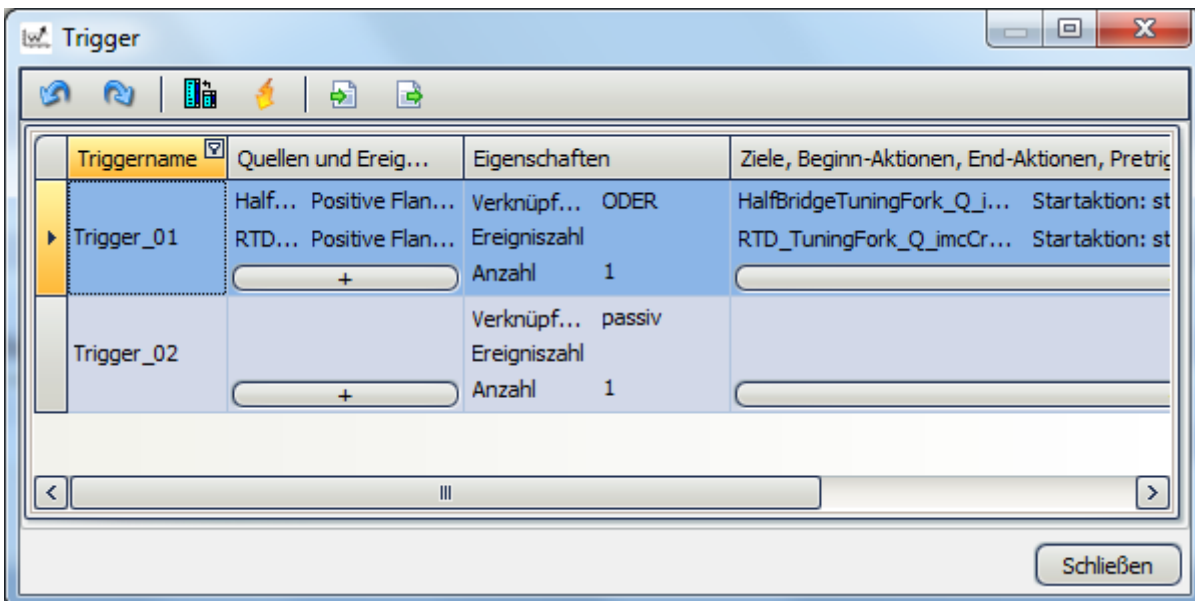 Trigger
Triggername Quellen und Ereig... Eigenschaften Ziele, Beginn-Aktionen, End-Aktionen, Pretrig
Trigger_01
Half... Positive Flan...
RTD... Positive Flan...
+
Verknüpf... ODER
Ereigniszahl
Anzahl 1
HalfBridgeTuningFork_Q_i... Startaktion: st
RTD_TuningFork_Q_imcCr... Startaktion: st
Trigger_02
+
Verknüpf... passiv
Ereigniszahl
Anzahl 1
Schließen